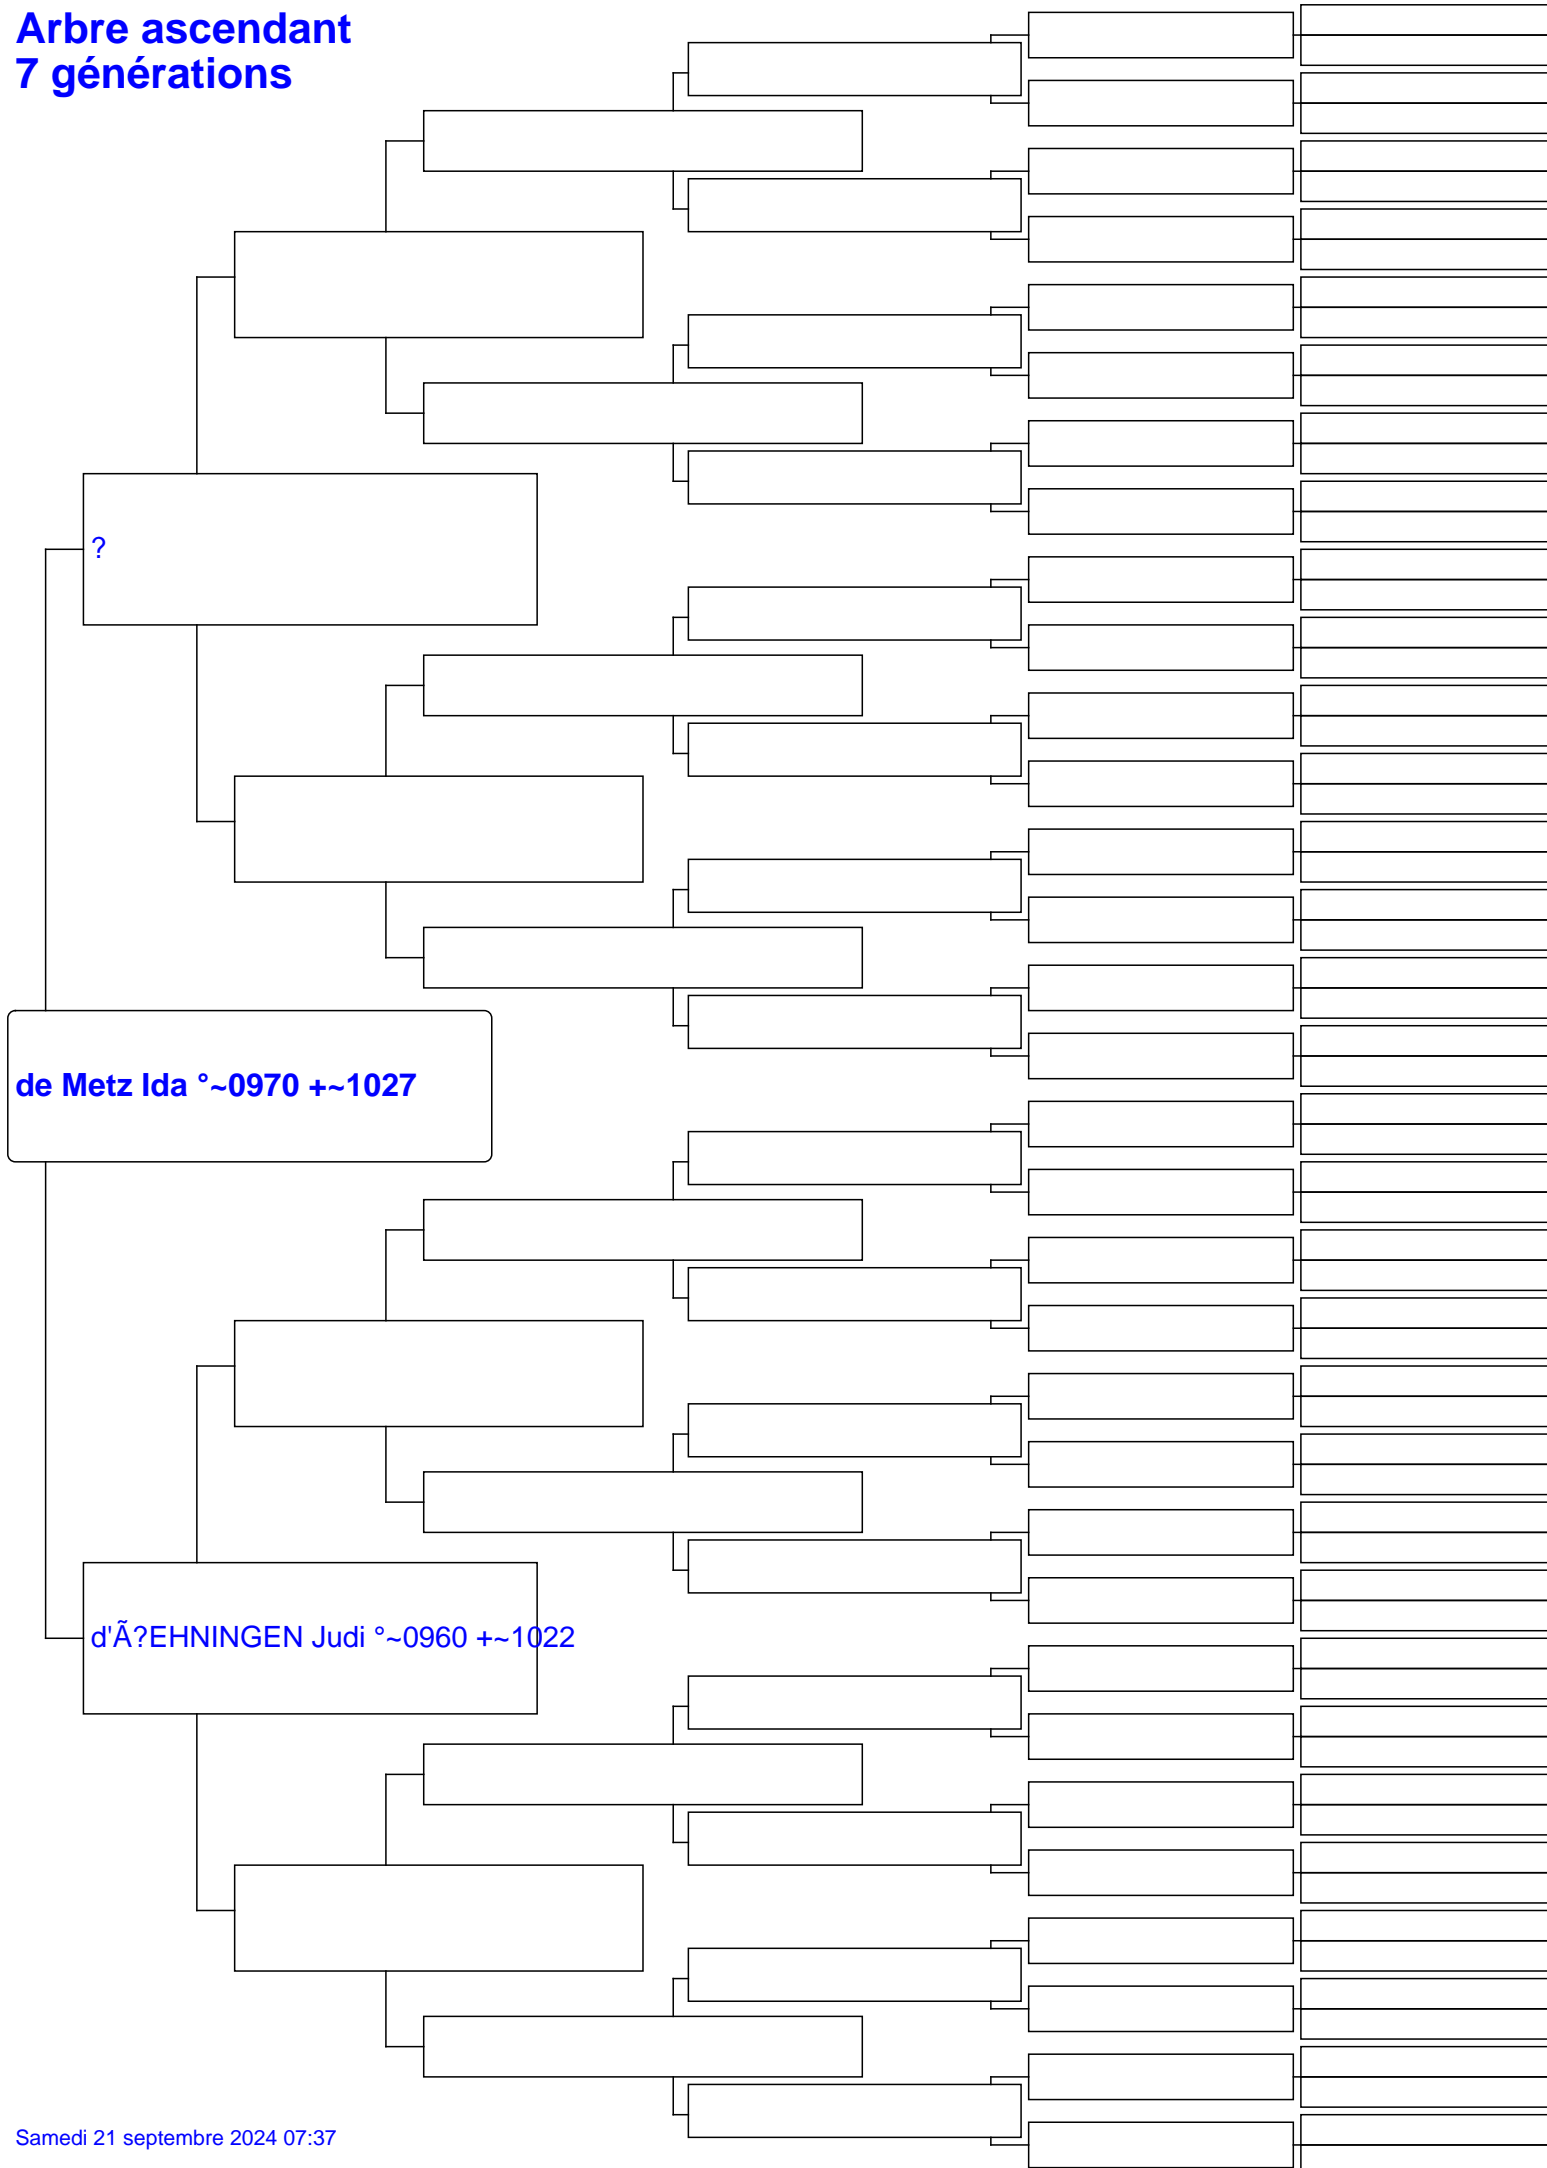 Arbre ascendant
7 générations
?
de Metz Ida °~0970 +~1027
d'Ã?EHNINGEN Judi °~0960 +~1022
Samedi 21 septembre 2024 07:37